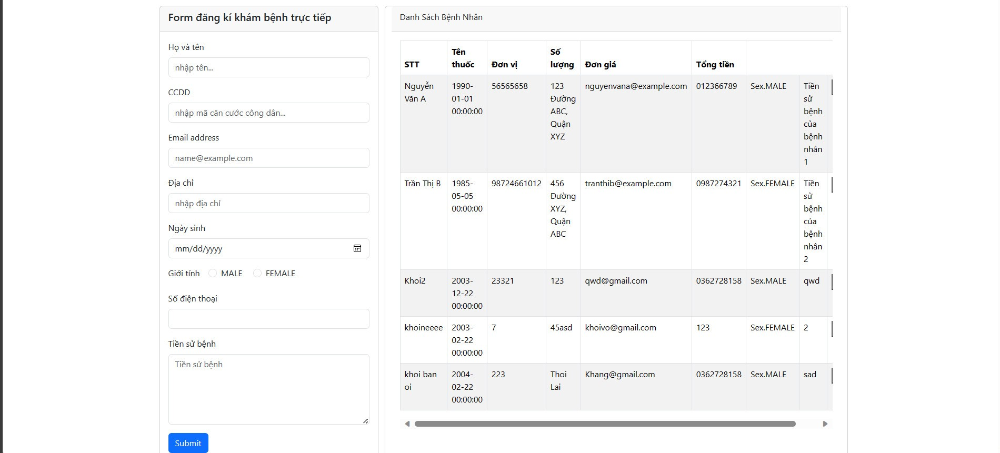 Form đăng kí khám bệnh trực tiếp
Họ và tên
nhập tên...
CCDD
nhập mã căn cước công dân...
Email address
name@example.com
Địa chỉ
nhập địa chỉ
Ngày sinh
mm/dd/yyyy
Giới tính MALE FEMALE
Số điện thoại
Tiền sử bệnh
Tiền sử bệnh
Submit
Danh Sách Bệnh Nhân
STT Tên thuốc Đơn vị Số lượng Đơn giá Tổng tiền
Nguyễn Văn A 1990-01-01 00:00:00 56565658 123 Đường ABC, Quận XYZ nguyenvana@example.com 012366789 Sex.MALE Tiền sử bệnh của bệnh nhân 1
Trần Thị B 1985-05-05 00:00:00 98724661012 456 Đường XYZ, Quận ABC tranthib@example.com 0987274321 Sex.FEMALE Tiền sử bệnh của bệnh nhân 2
Khoi2 2003-12-22 00:00:00 23321 123 qwd@gmail.com 0362728158 Sex.MALE qwd
khoineeee 2003-02-22 00:00:00 7 45asd khoivo@gmail.com 123 Sex.FEMALE 2
khoi ban oi 2004-02-22 00:00:00 223 Thoi Lai Khang@gmail.com 0362728158 Sex.MALE sad